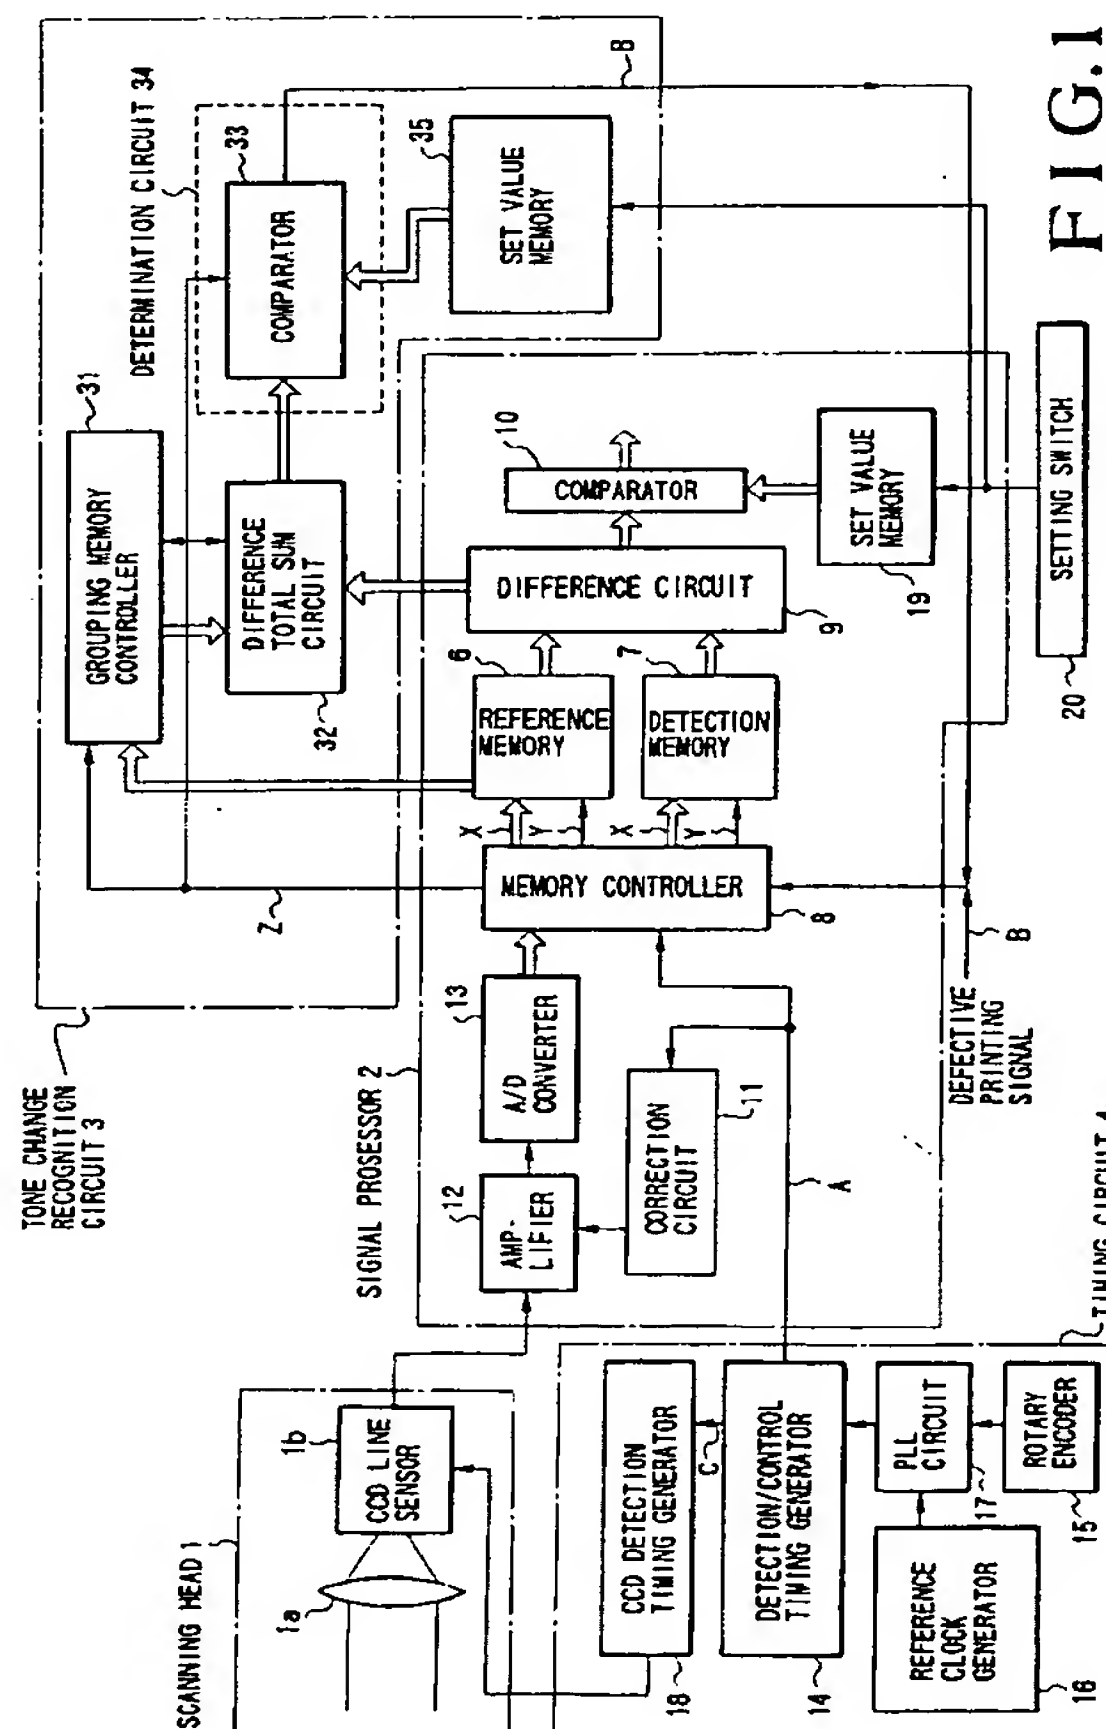 TONE CHANGE
RECOGNITION
CIRCUIT 3
DETERMINATION CIRCUIT 34
31
GROUPING MEMORY
CONTROLLER
33
COMPARATOR
B
DIFFERENCE
TOTAL SUM
CIRCUIT
32
35
SET VALUE
MEMORY
Z
SIGNAL PROSESSOR 2
10
COMPARATOR
DIFFERENCE CIRCUIT
9
SET VALUE
MEMORY
19
6
REFERENCE
MEMORY
7
DETECTION
MEMORY
X
Y
X
Y
MEMORY CONTROLLER
8
13
A/D
CONVERTER
12
AMP-
LIFIER
CORRECTION
CIRCUIT
11
A
B
DEFECTIVE
PRINTING
SIGNAL
SETTING SWITCH
20
SCANNING HEAD 1
1a
1b
CCD LINE
SENSOR
TIMING CIRCUIT 4
CCD DETECTION
TIMING GENERATOR
18
C
DETECTION/CONTROL
TIMING GENERATOR
14
PLL
CIRCUIT
17
ROTARY
ENCODER
15
REFERENCE
CLOCK
GENERATOR
16
FIG.1